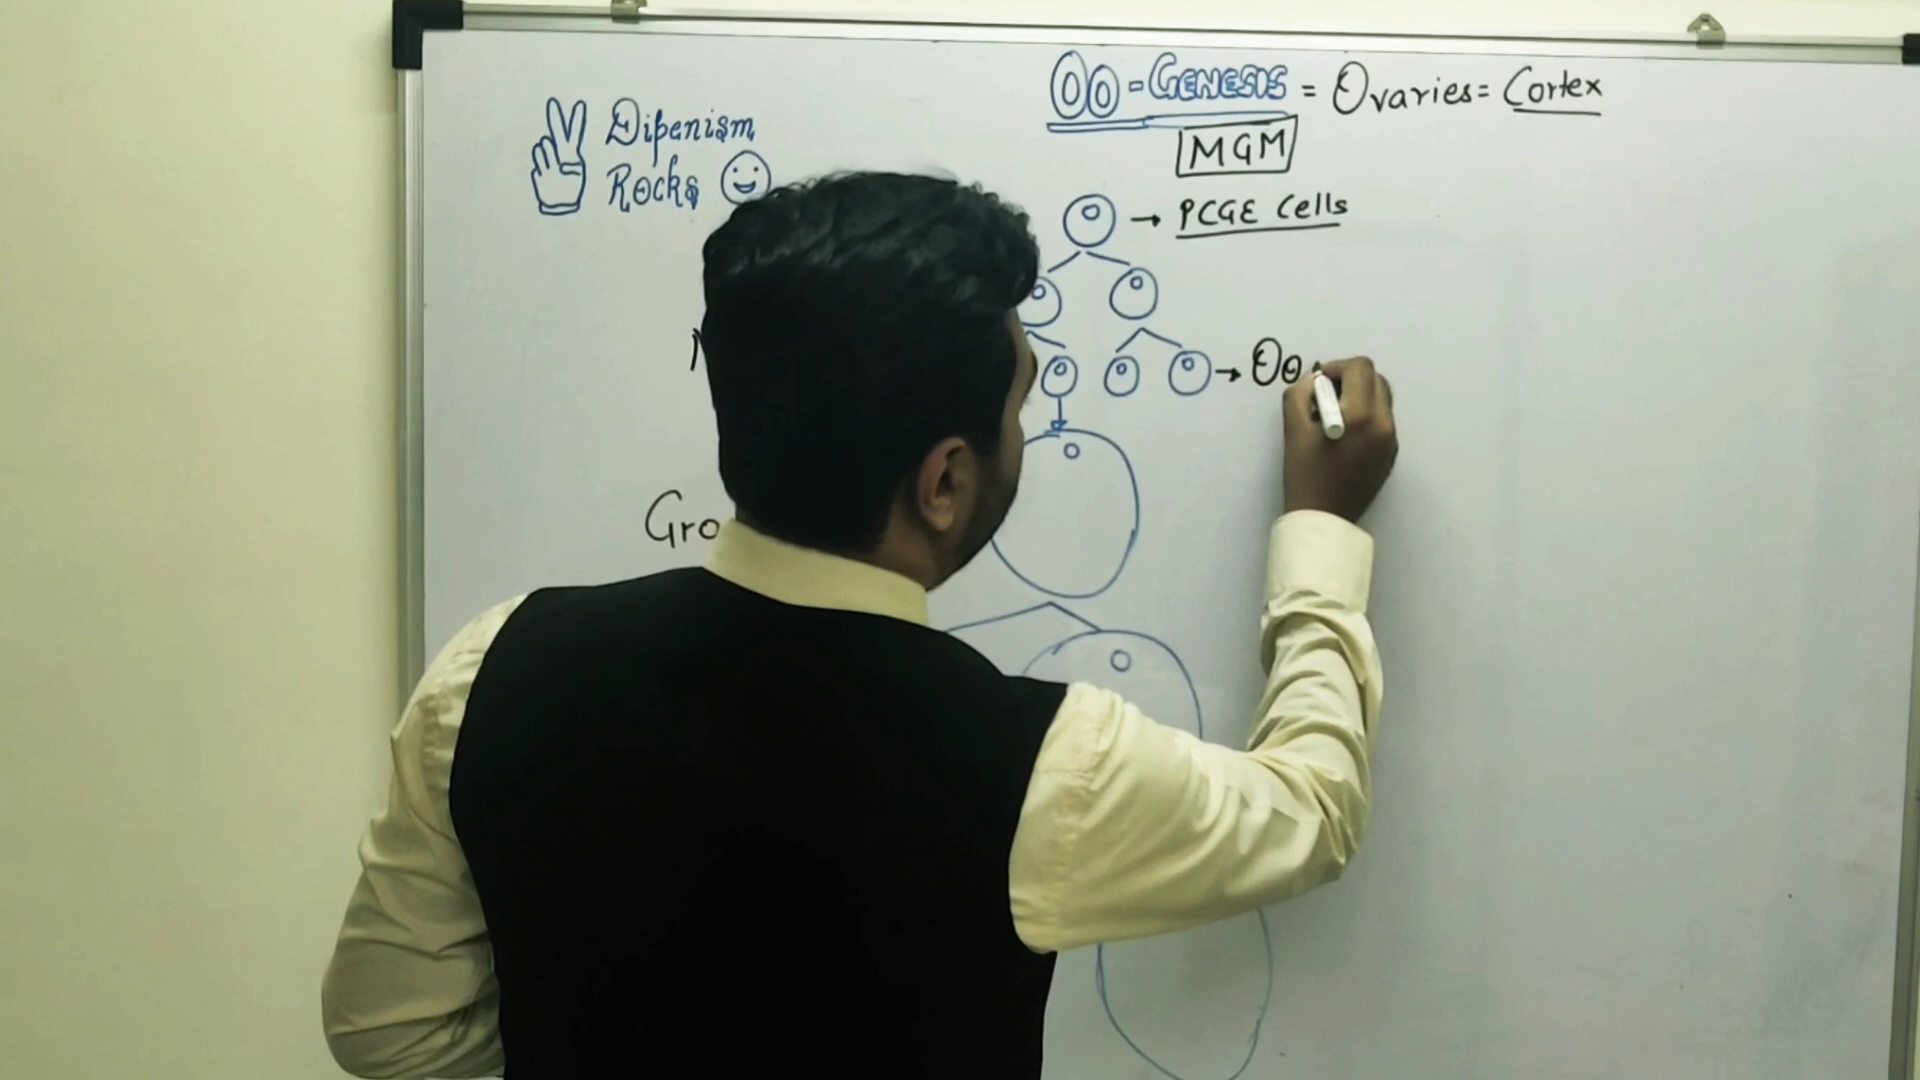 OO-GENESIS = Ovaries = Cortex
MGM
Dipenism
Rocks
→ PCGE Cells
→ Oo
Gro